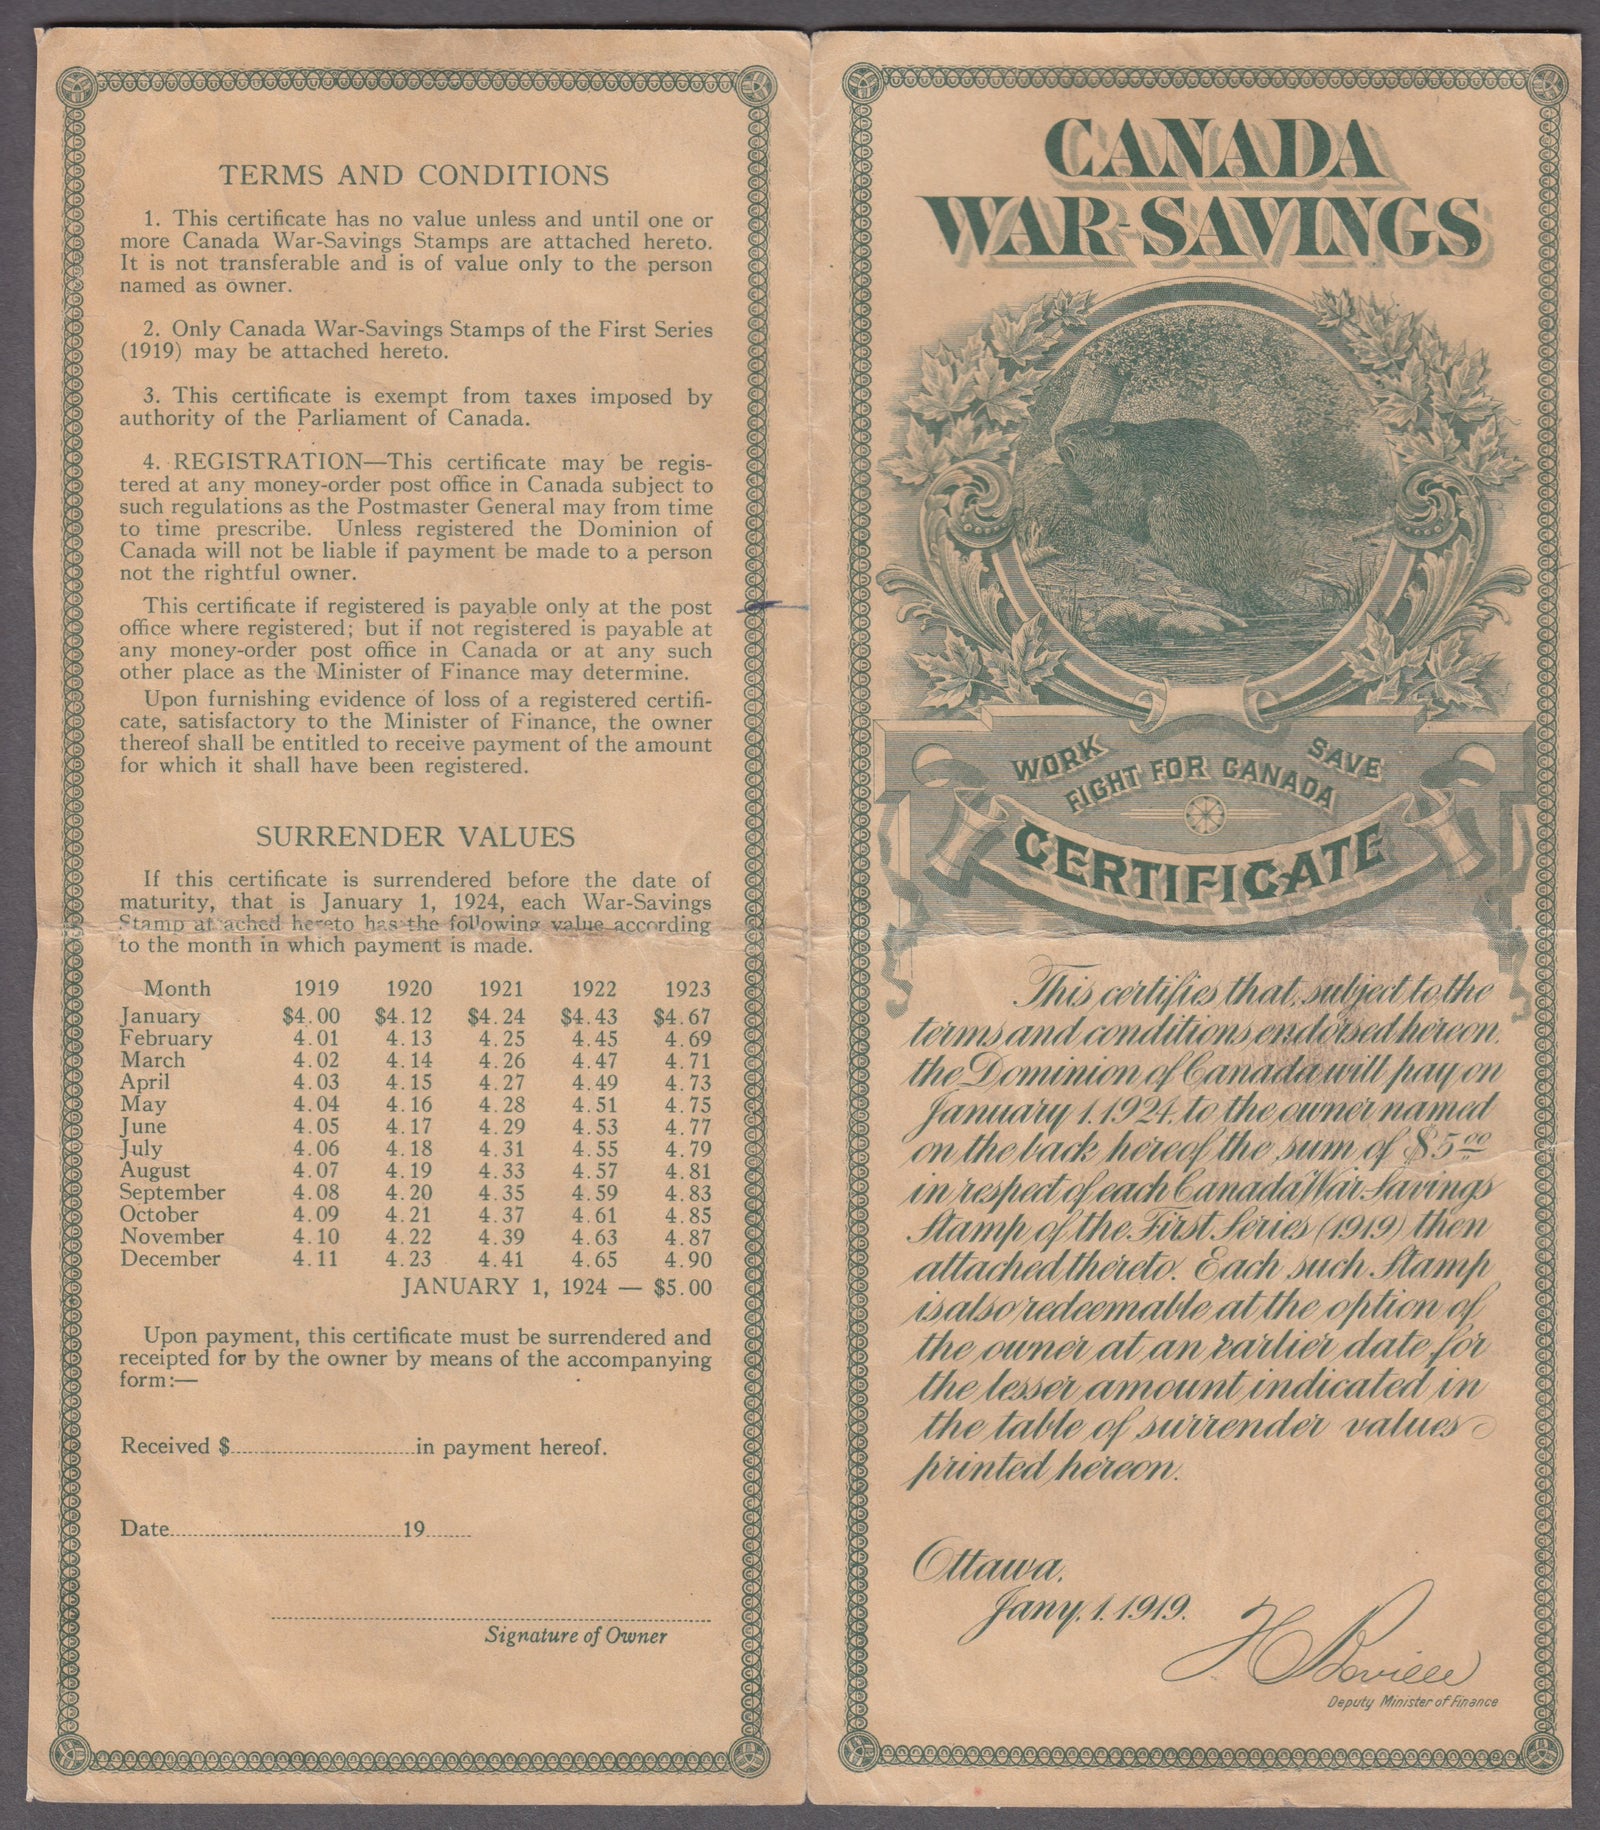 TERMS AND CONDITIONS
1. This certificate has no value unless and until one or
more Canada War-Savings Stamps are attached hereto.
It is not transferable and is of value only to the person
named as owner.
2. Only Canada War-Savings Stamps of the First Series
(1919) may be attached hereto.
3. This certificate is exempt from taxes imposed by
authority of the Parliament of Canada.
4. REGISTRATION—This certificate may be regis-
tered at any money-order post office in Canada subject to
such regulations as the Postmaster General may from time
to time prescribe. Unless registered the Dominion of
Canada will not be liable if payment be made to a person
not the rightful owner.
This certificate if registered is payable only at the post
office where registered; but if not registered is payable at
any money-order post office in Canada or at any such
other place as the Minister of Finance may determine.
Upon furnishing evidence of loss of a registered certifi-
cate, satisfactory to the Minister of Finance, the owner
thereof shall be entitled to receive payment of the amount
for which it shall have been registered.
SURRENDER VALUES
If this certificate is surrendered before the date of
maturity, that is January 1, 1924, each War-Savings
Stamp attached hereto has the following value according
to the month in which payment is made.
Month 1919 1920 1921 1922 1923
January $4.00 $4.12 $4.24 $4.43 $4.67
February 4.01 4.13 4.25 4.45 4.69
March 4.02 4.14 4.26 4.47 4.71
April 4.03 4.15 4.27 4.49 4.73
May 4.04 4.16 4.28 4.51 4.75
June 4.05 4.17 4.29 4.53 4.77
July 4.06 4.18 4.31 4.55 4.79
August 4.07 4.19 4.33 4.57 4.81
September 4.08 4.20 4.35 4.59 4.83
October 4.09 4.21 4.37 4.61 4.85
November 4.10 4.22 4.39 4.63 4.87
December 4.11 4.23 4.41 4.65 4.90
JANUARY 1, 1924 — $5.00
Upon payment, this certificate must be surrendered and
receipted for by the owner by means of the accompanying
form:—
Received $.............................in payment hereof.
Date.....................................19.......
Signature of Owner
CANADA
WAR-SAVINGS
WORK SAVE
FIGHT FOR CANADA
CERTIFICATE
This certifies that, subject to the
terms and conditions endorsed hereon,
the Dominion of Canada will pay on
January 1, 1924, to the owner named
on the back hereof the sum of $5.00
in respect of each Canada War-Savings
Stamp of the First Series (1919) then
attached thereto. Each such Stamp
is also redeemable at the option of
the owner at an earlier date for
the lesser amount indicated in
the table of surrender values
printed hereon.
Ottawa,
Jany. 1. 1919.
H C Boville
Deputy Minister of Finance